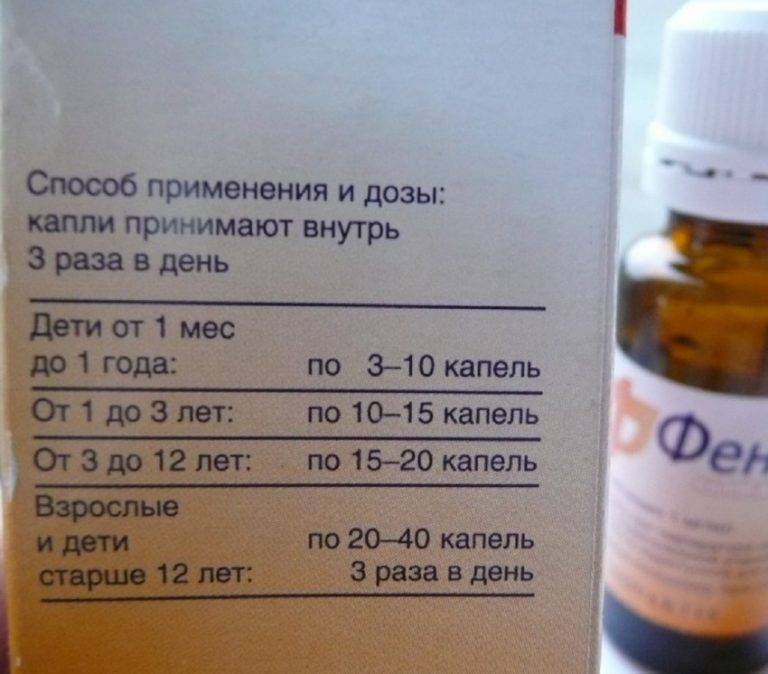 Способ применения и дозы:
капли принимают внутрь
3 раза в день
Дети от 1 мес
до 1 года: по 3–10 капель
От 1 до 3 лет: по 10–15 капель
От 3 до 12 лет: по 15–20 капель
Взрослые
и дети по 20–40 капель
старше 12 лет: 3 раза в день
Фен